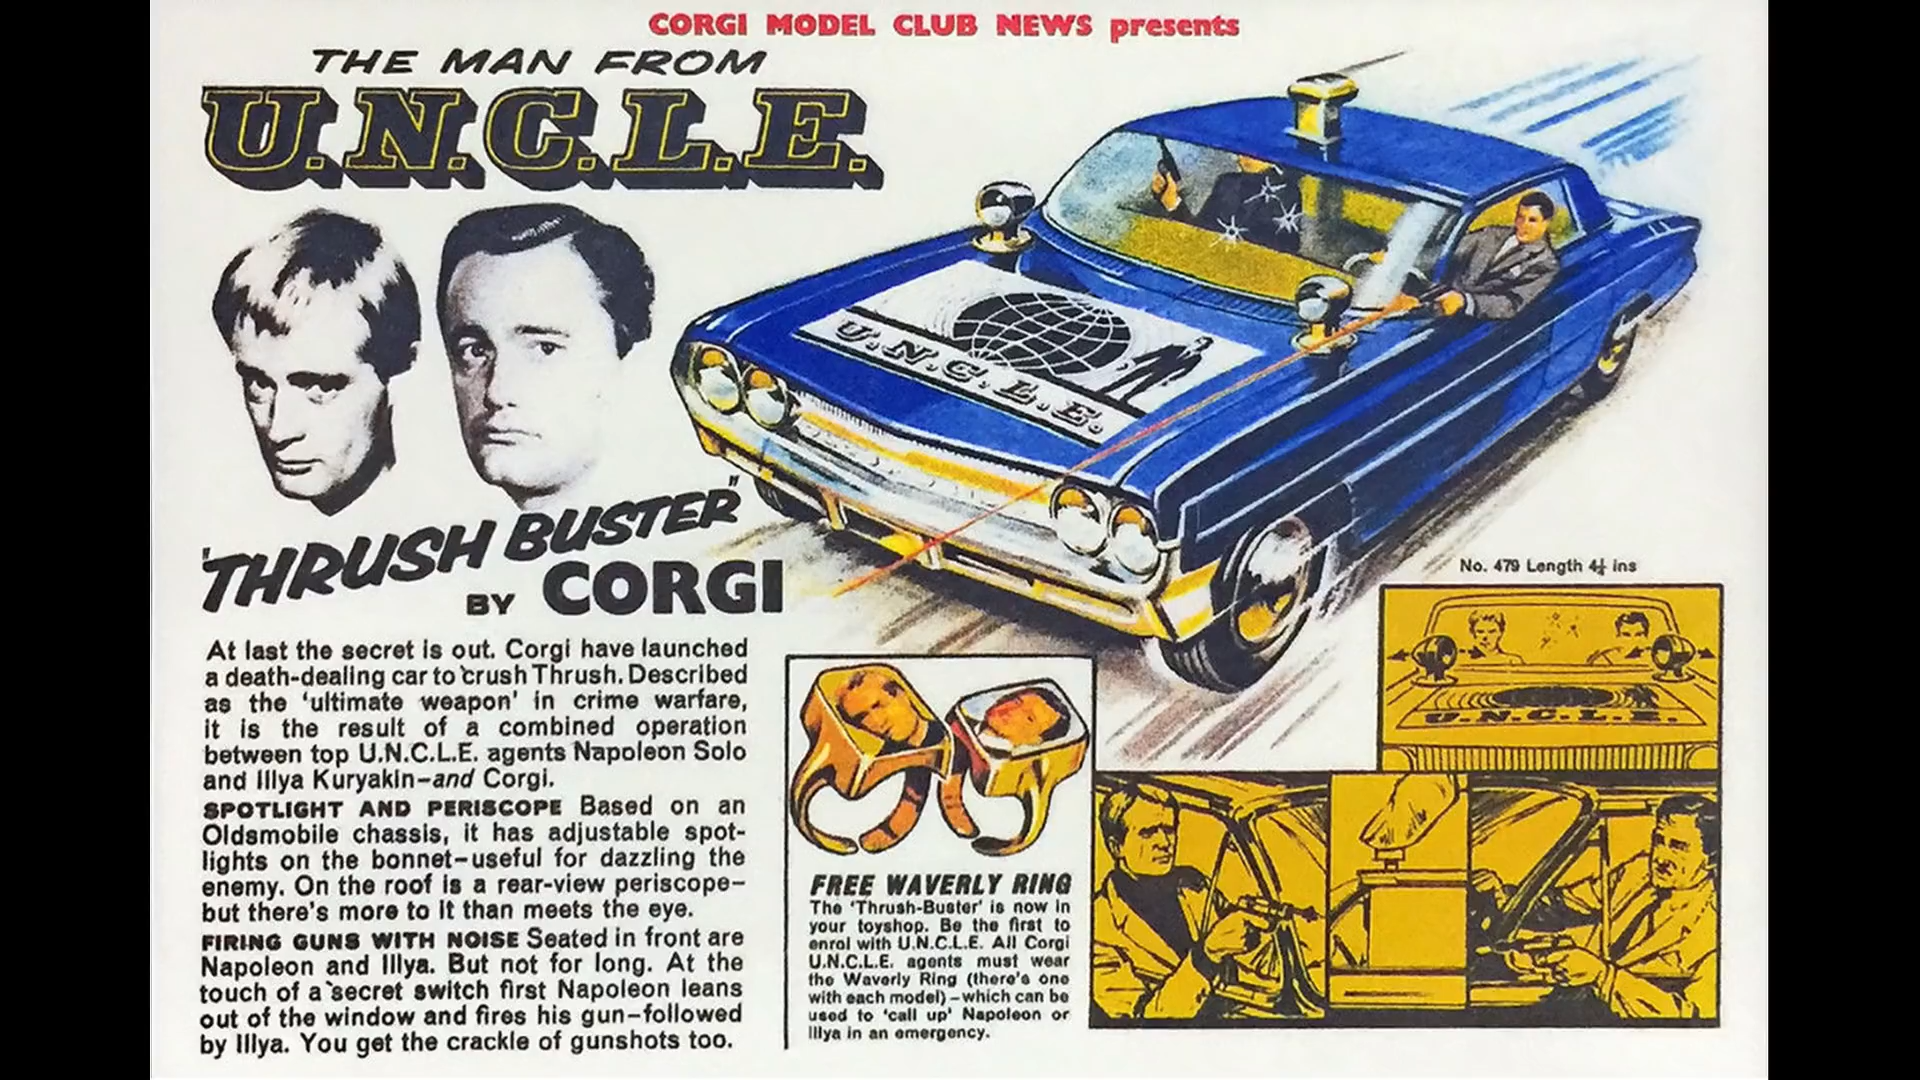 CORGI MODEL CLUB NEWS presents
THE MAN FROM
U.N.C.L.E.
'THRUSH BUSTER"
BY CORGI
At last the secret is out. Corgi have launched
a death-dealing car to crush Thrush. Described
as the 'ultimate weapon' in crime warfare,
it is the result of a combined operation
between top U.N.C.L.E. agents Napoleon Solo
and Illya Kuryakin–and Corgi.
SPOTLIGHT AND PERISCOPE Based on an
Oldsmobile chassis, it has adjustable spot-
lights on the bonnet–useful for dazzling the
enemy. On the roof is a rear-view periscope–
but there's more to it than meets the eye.
FIRING GUNS WITH NOISE Seated in front are
Napoleon and Illya. But not for long. At the
touch of a secret switch first Napoleon leans
out of the window and fires his gun–followed
by Illya. You get the crackle of gunshots too.
U.N.C.L.E.
No. 479 Length 4¼ ins
U.N.C.L.E.
FREE WAVERLY RING
The 'Thrush-Buster' is now in
your toyshop. Be the first to
enrol with U.N.C.L.E. All Corgi
U.N.C.L.E. agents must wear
the Waverly Ring (there's one
with each model)–which can be
used to 'call up' Napoleon or
Illya in an emergency.